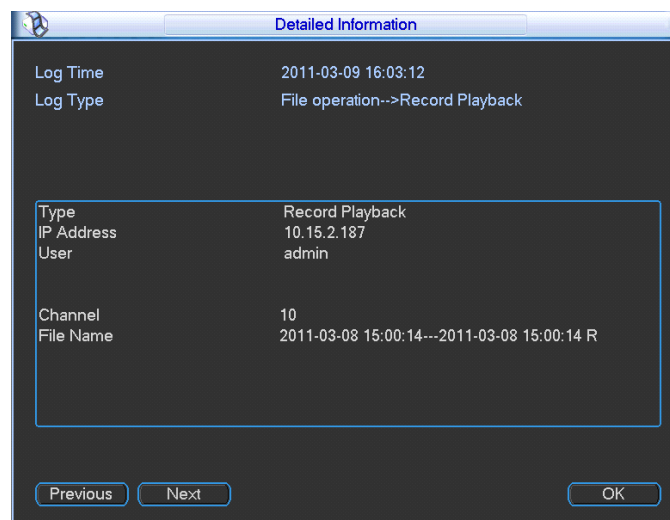 Detailed Information
Log Time 2011-03-09 16:03:12
Log Type File operation-->Record Playback
Type Record Playback
IP Address 10.15.2.187
User admin
Channel 10
File Name 2011-03-08 15:00:14---2011-03-08 15:00:14 R
Previous Next OK